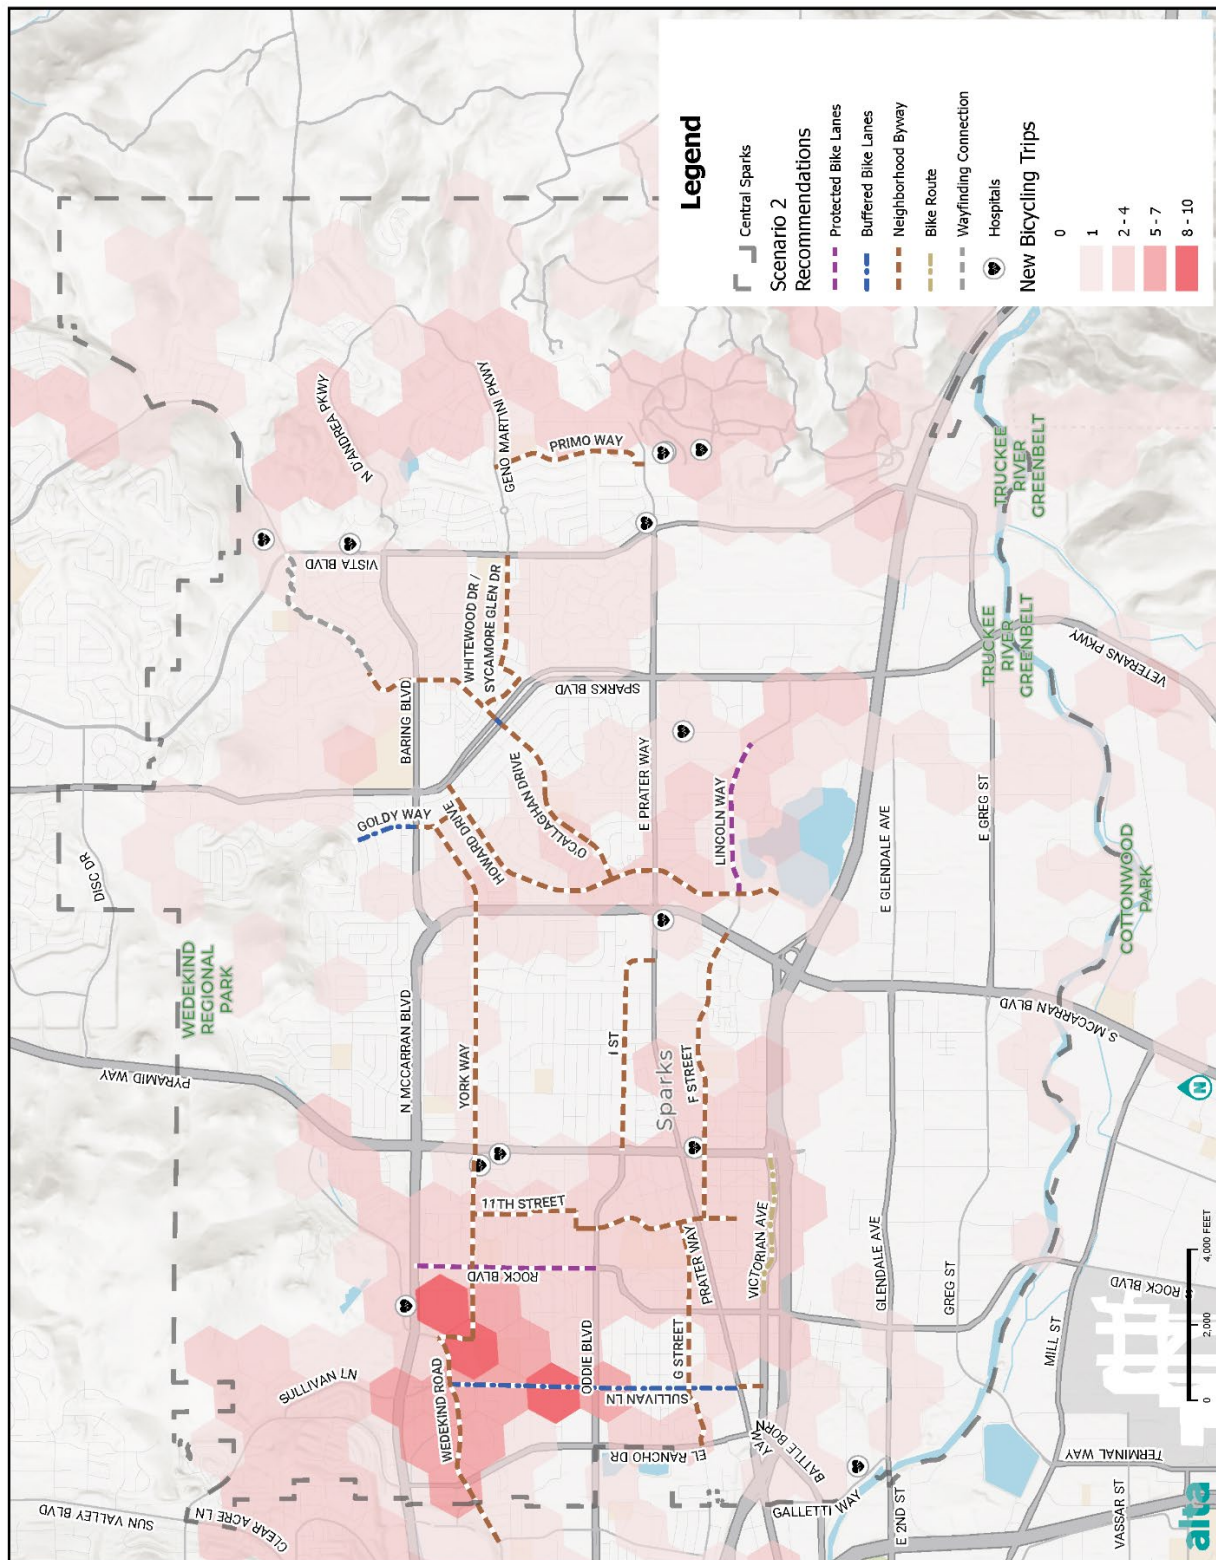 Legend
Central Sparks
Scenario 2
Recommendations
Protected Bike Lanes
Buffered Bike Lanes
Neighborhood Byway
Bike Route
Wayfinding Connection
Hospitals
New Bicycling Trips
0
1
2 - 4
5 - 7
8 - 10
SUN VALLEY BLVD
CLEAR ACRE LN
SULLIVAN LN
PYRAMID WAY
WEDEKIND
REGIONAL
PARK
DISC DR
N MCCARRAN BLVD
BARING BLVD
GOLDY WAY
VISTA BLVD
N D'ANDREA PKWY
WEDEKIND ROAD
YORK WAY
HOWARD DRIVE
WHITEWOOD DR /
SYCAMORE GLEN DR
GENO MARTINI PKWY
PRIMO WAY
ROCK BLVD
11TH STREET
O'CALLAGHAN DRIVE
ODDIE BLVD
SULLIVAN LN
EL RANCHO DR
I ST
Sparks
E PRATER WAY
SPARKS BLVD
G STREET
PRATER WAY
F STREET
LINCOLN WAY
VICTORIAN AVE
BATTLE BORN
WAY
GALLETTI WAY
E 2ND ST
GLENDALE AVE
E GLENDALE AVE
GREG ST
E GREG ST
S MCCARRAN BLVD
TRUCKEE
RIVER
GREENBELT
TRUCKEE
RIVER
GREENBELT
VETERANS PKWY
COTTONWOOD
PARK
MILL ST
ROCK BLVD
TERMINAL WAY
VASSAR ST
0
2,000
4,000 FEET
N
alta